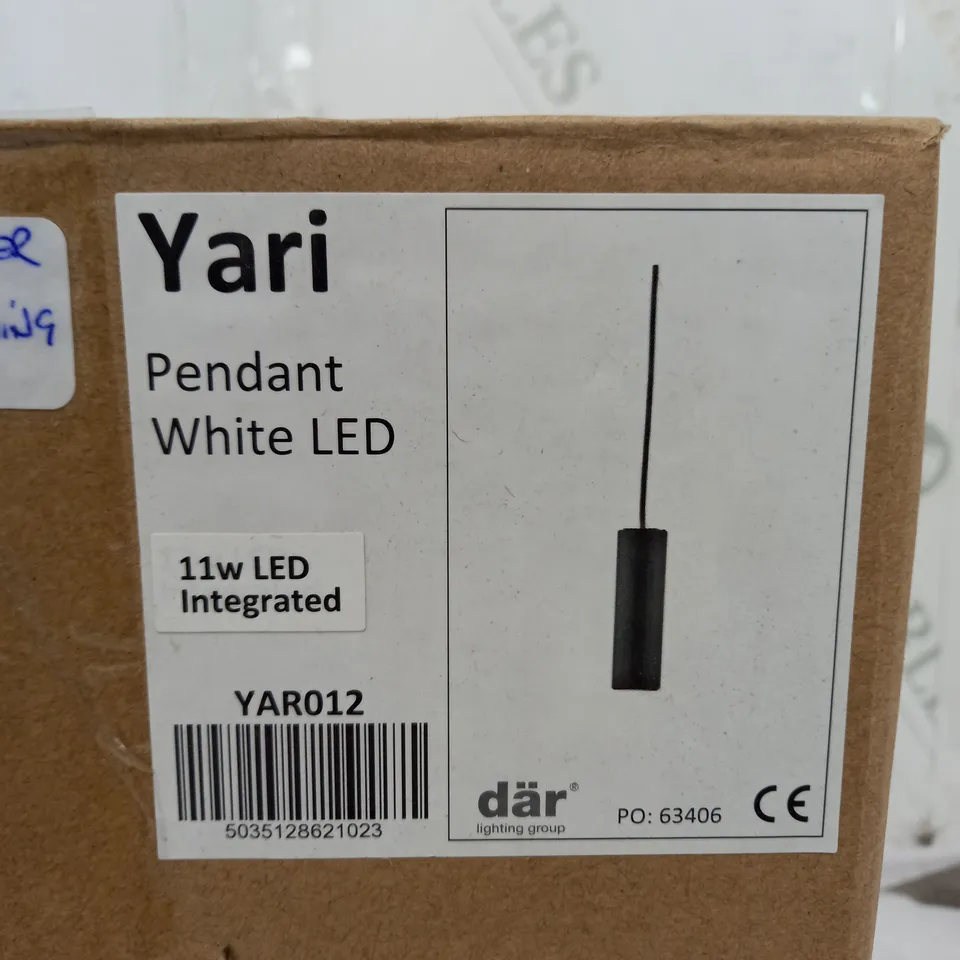 Yari
Pendant
White LED
11w LED
Integrated
YAR012
5035128621023
där®
lighting group
PO: 63406
CE